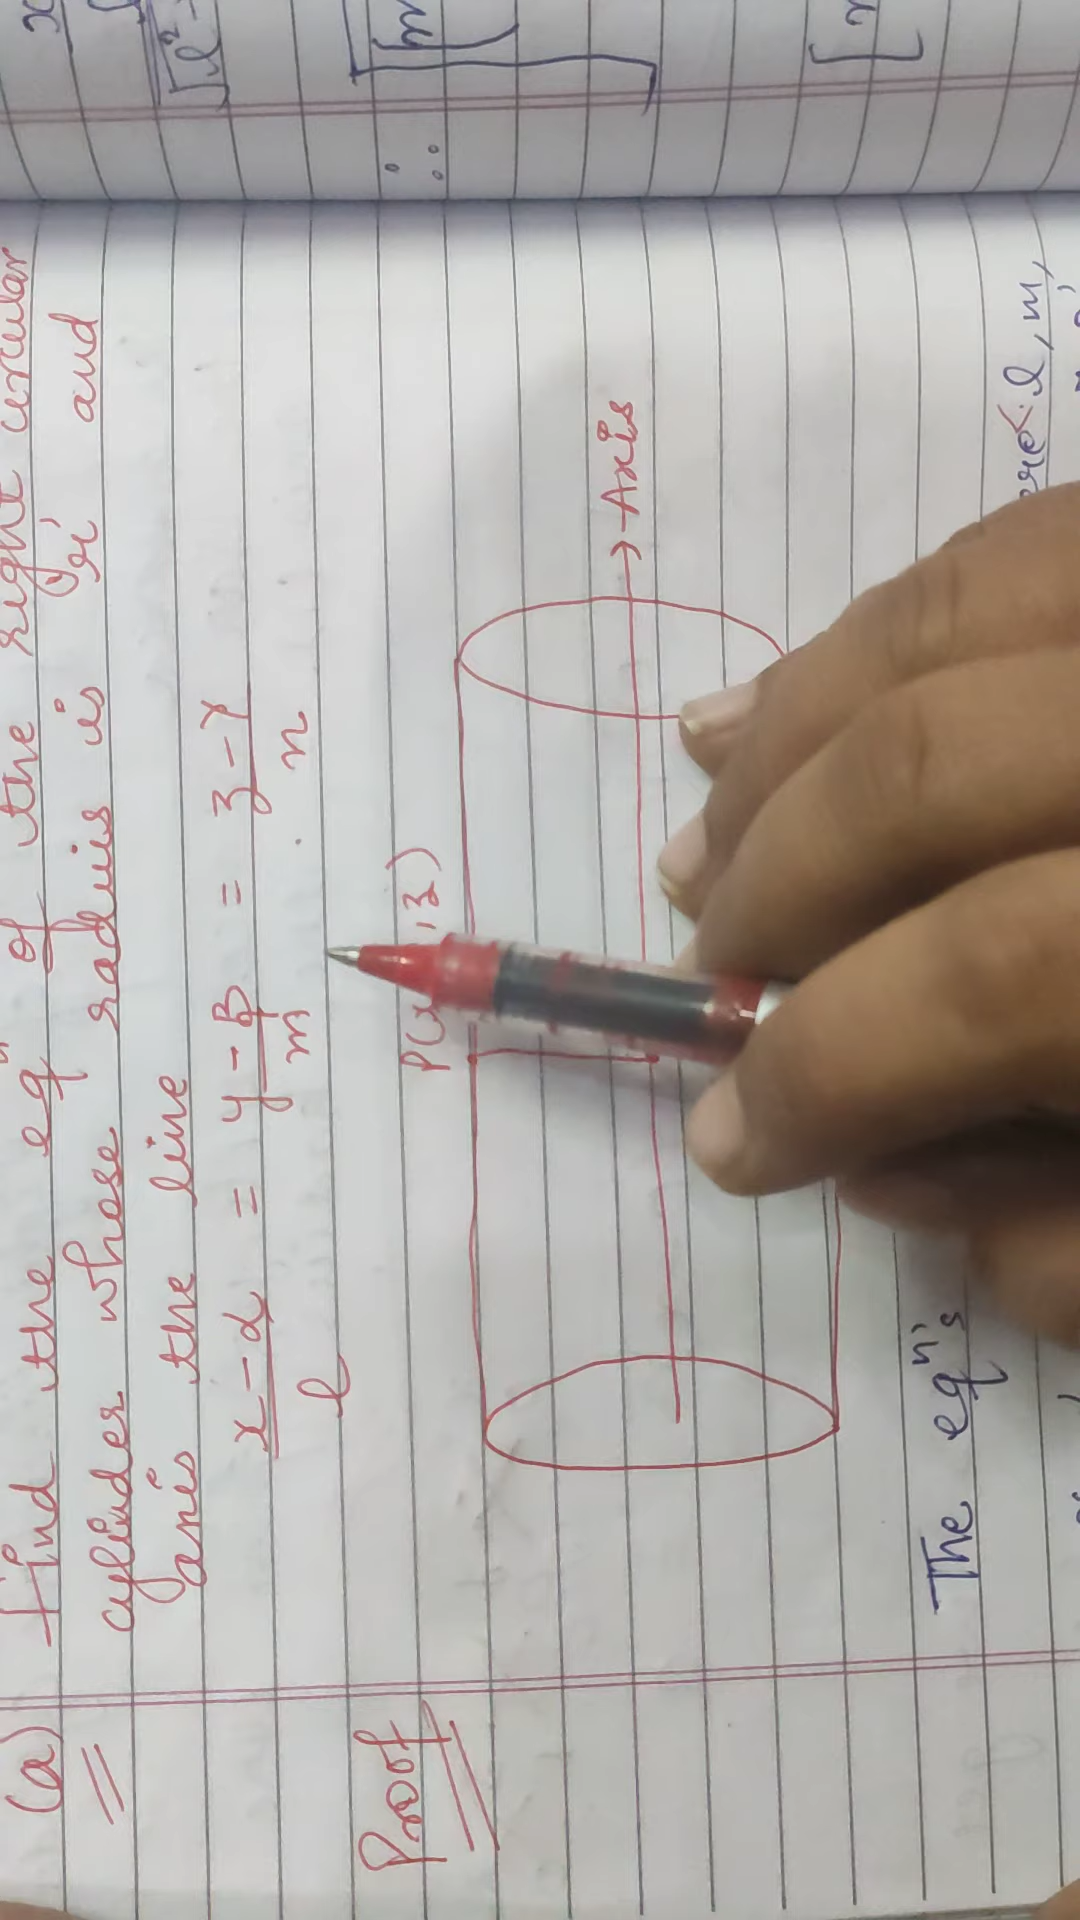 (a) Find the eqn of the right circular
cylinder whose radius is 'r' and
axis the line
x-α = y-β = z-γ
l m n
Proof
P(x ,z)
→ Axis
The eqn's
l, m,